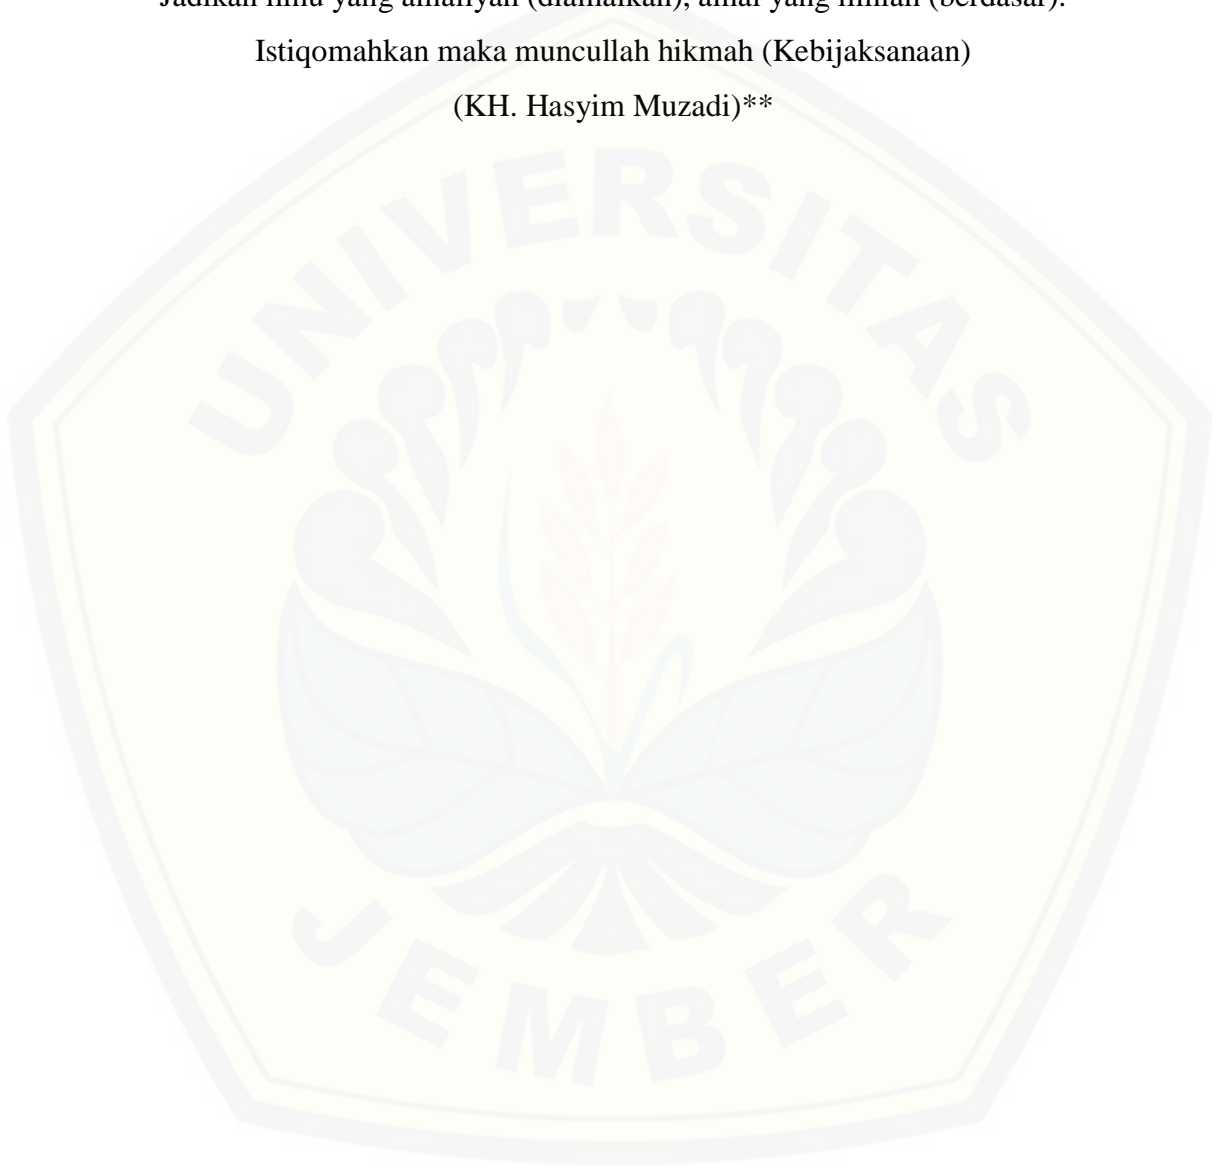 Jadikan ilmu yang amaliyah (diamalkan), amal yang ilmiah (berdasar).
Istiqomahkan maka muncullah hikmah (Kebijaksanaan)
(KH. Hasyim Muzadi)**
UNIVERSITAS
JEMBER